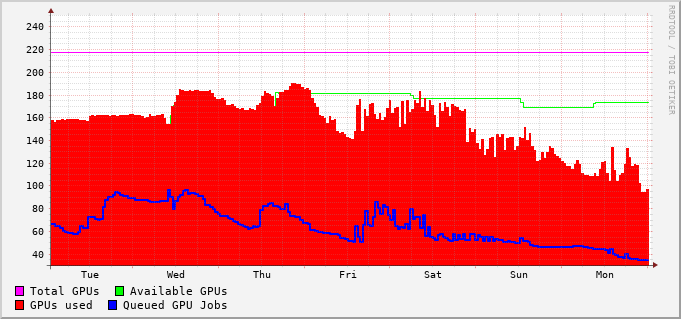 240
220
200
180
160
140
120
100
80
60
40
Tue Wed Thu Fri Sat Sun Mon
Total GPUs Available GPUs
GPUs used Queued GPU Jobs
RRDTOOL / TOBI OETIKER